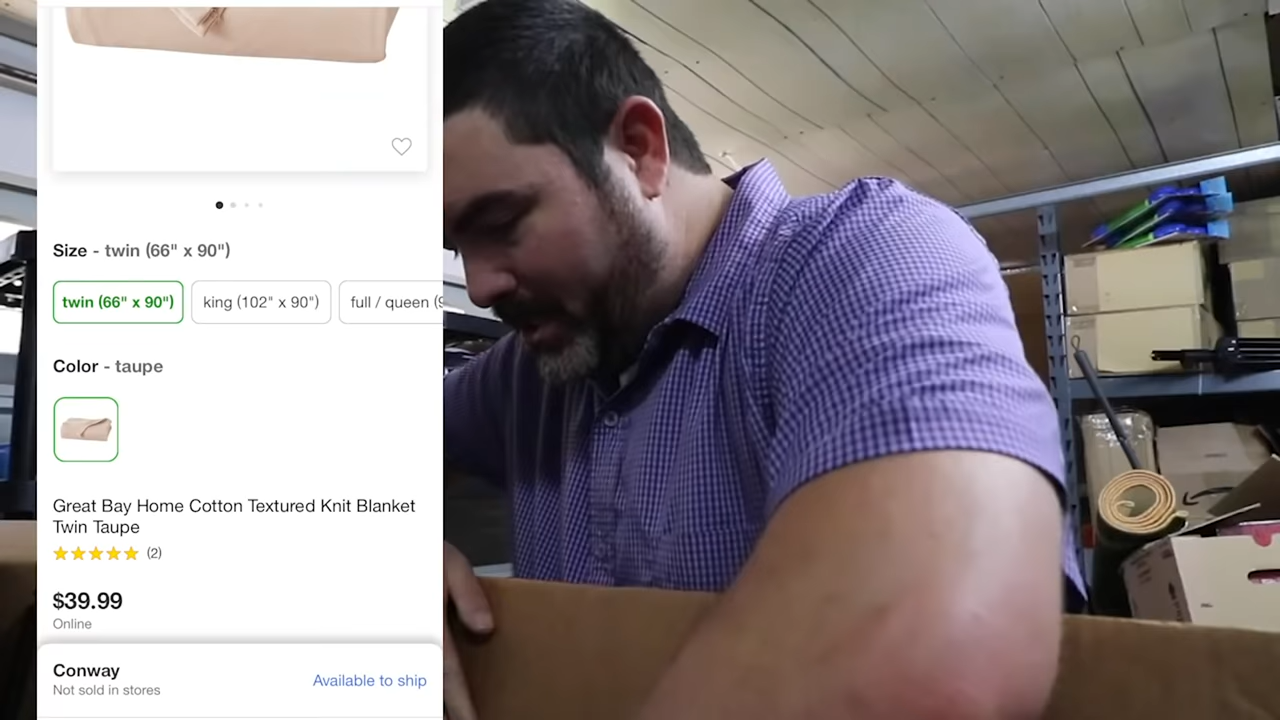 Size - twin (66" x 90")
twin (66" x 90")
king (102" x 90")
full / queen (
Color - taupe
Great Bay Home Cotton Textured Knit Blanket
Twin Taupe
(2)
$39.99
Online
Conway
Not sold in stores
Available to ship